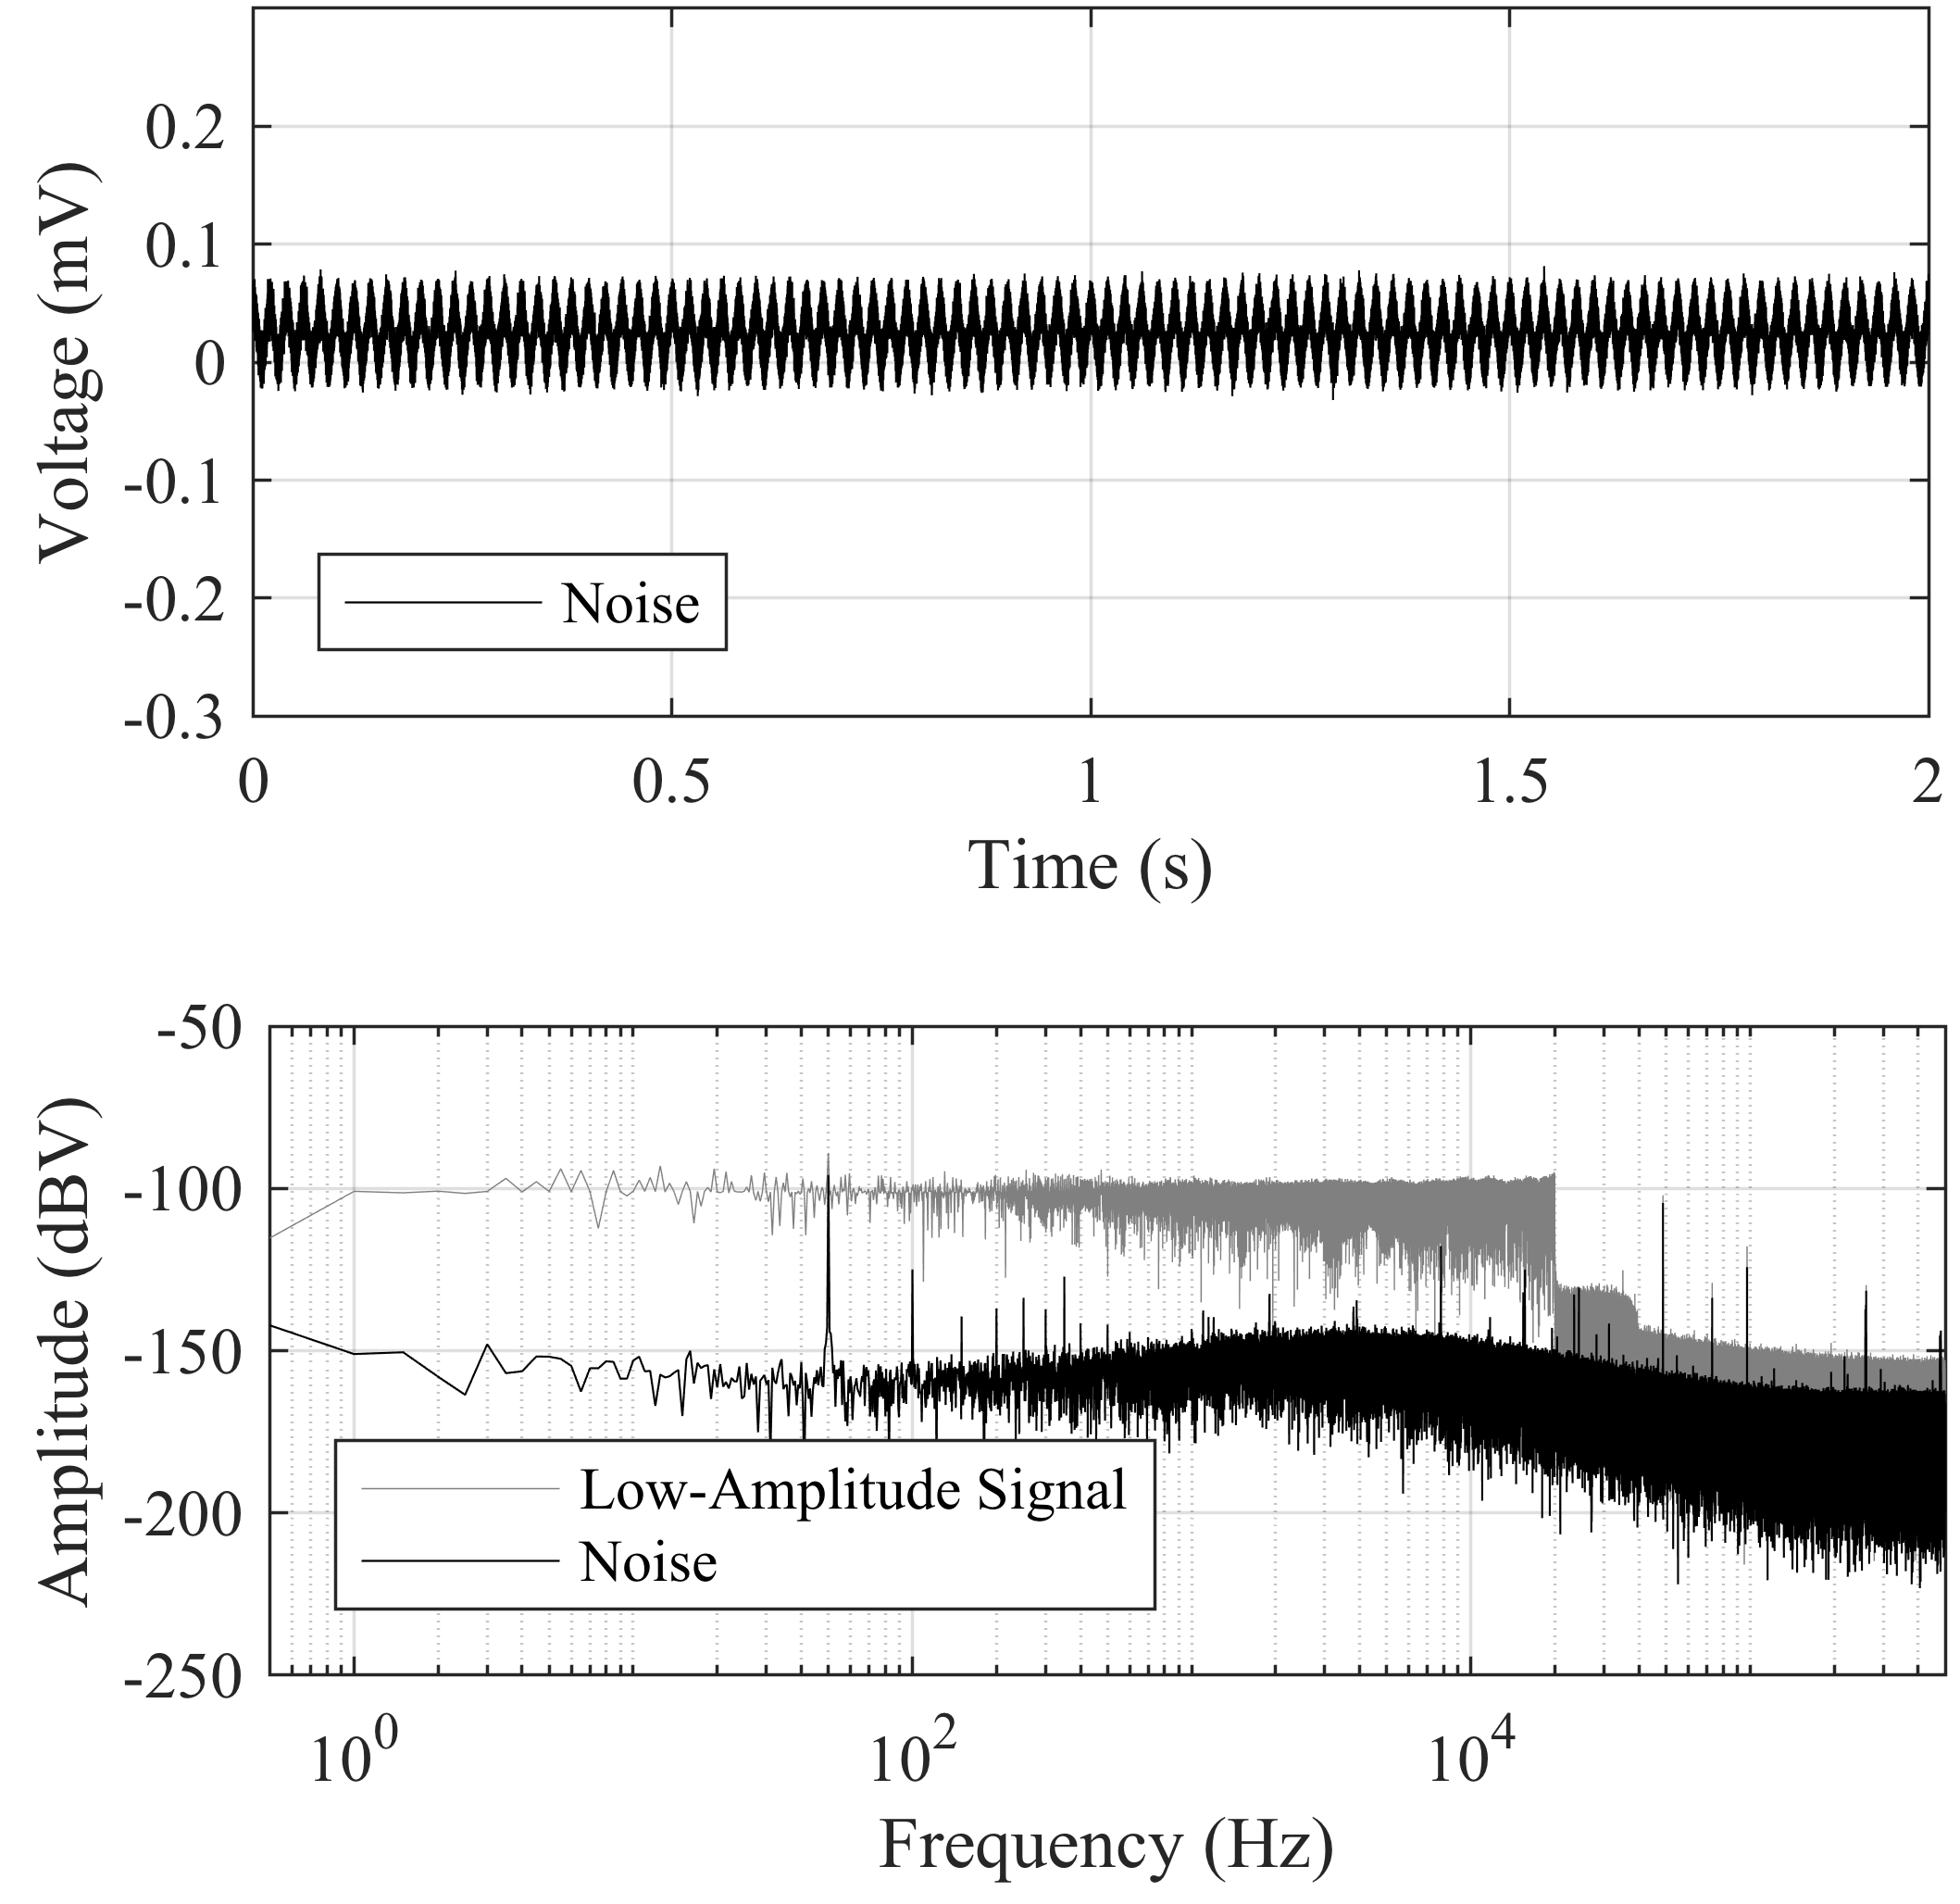 0.2
0.1
0
-0.1
-0.2
-0.3
Voltage (mV)
Noise
0 0.5 1 1.5 2
Time (s)
-50
-100
-150
-200
-250
Amplitude (dBV)
Low-Amplitude Signal
Noise
10^0 10^2 10^4
Frequency (Hz)